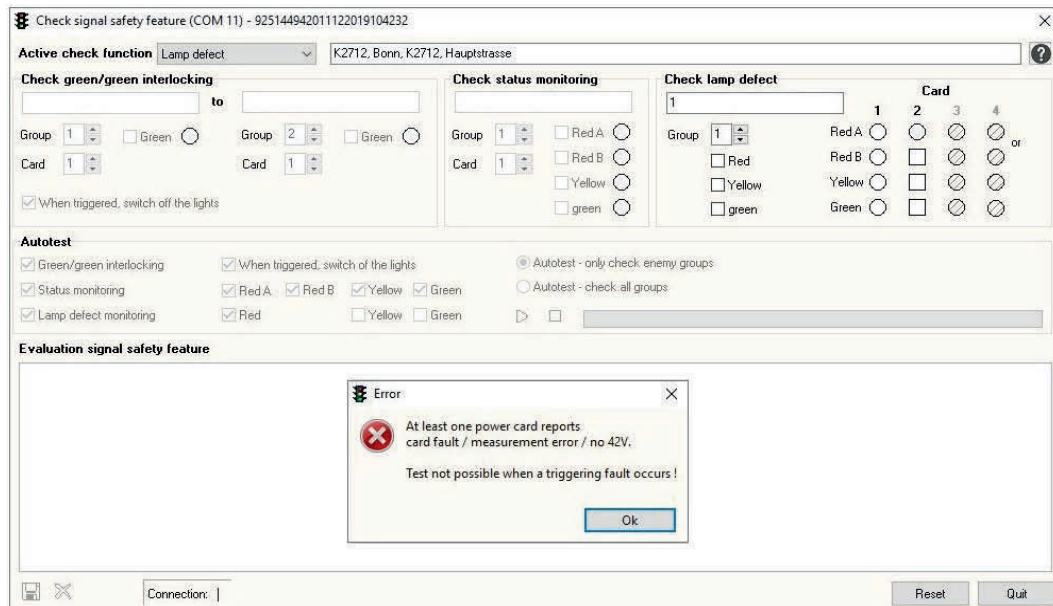 Check signal safety feature (COM 11) - 925144942011122019104232
Active check function Lamp defect K2712, Bonn, K2712, Hauptstrasse
Check green/green interlocking
to
Group 1 Green Group 2 Green
Card 1 Card 1
When triggered, switch off the lights
Check status monitoring
Group 1 Red A
Card 1 Red B
Yellow
green
Check lamp defect
1
Card
1 2 3 4
Group 1 Red A or
Red Red B
Yellow Yellow
green Green
Autotest
Green/green interlocking When triggered, switch of the lights Autotest - only check enemy groups
Status monitoring Red A Red B Yellow Green Autotest - check all groups
Lamp defect monitoring Red Yellow Green
Evaluation signal safety feature
Error
At least one power card reports
card fault / measurement error / no 42V.
Test not possible when a triggering fault occurs !
Ok
Connection: |
Reset Quit